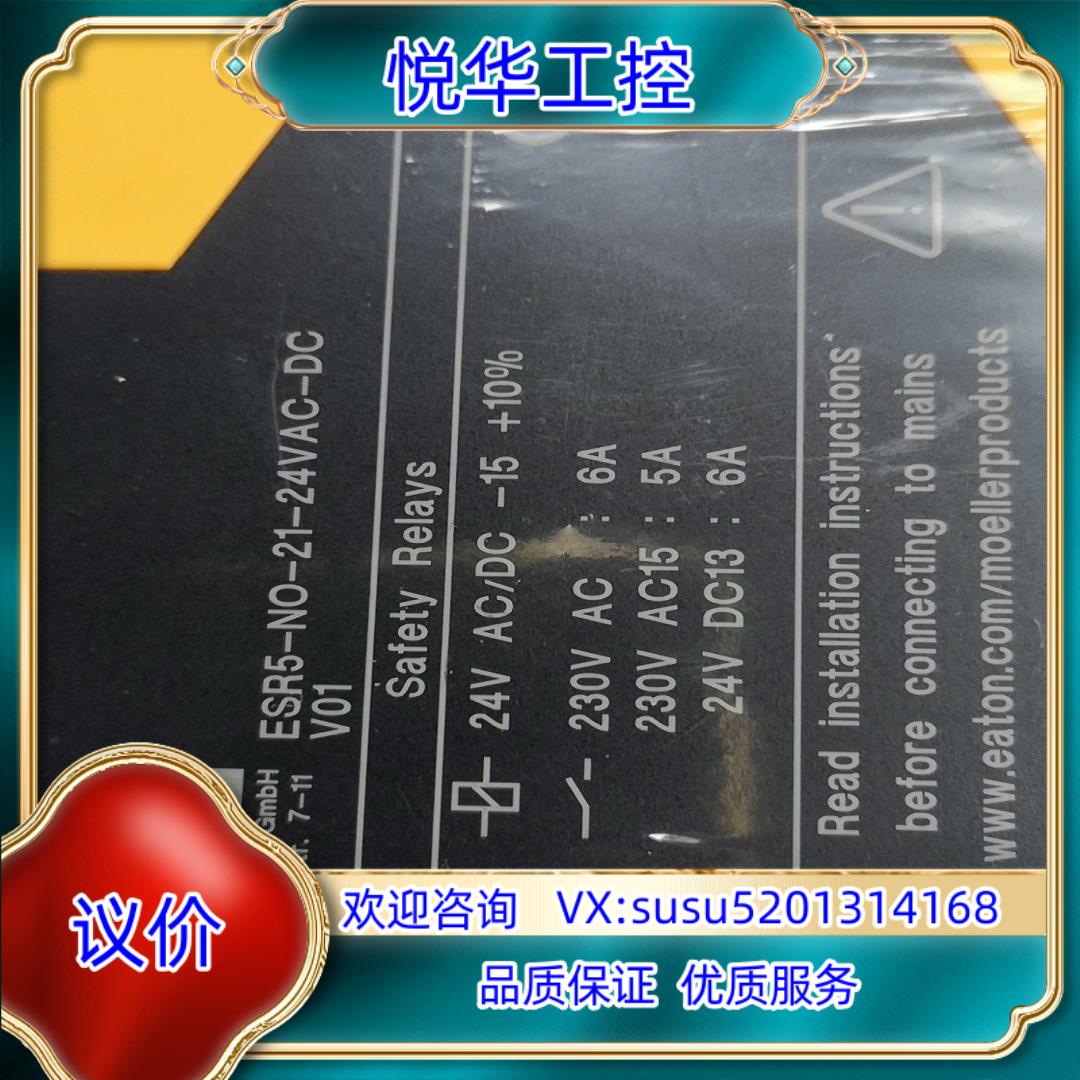 悦华工控
GmbH
7-11
ESR5-NO-21-24VAC-DC
V01
Safety Relays
24V AC/DC -15 +10%
230V AC : 6A
230V AC15 : 5A
24V DC13 : 6A
Read installation instructions
before connecting to mains
www.eaton.com/moellerproducts
议价
欢迎咨询 VX:susu5201314168
品质保证 优质服务